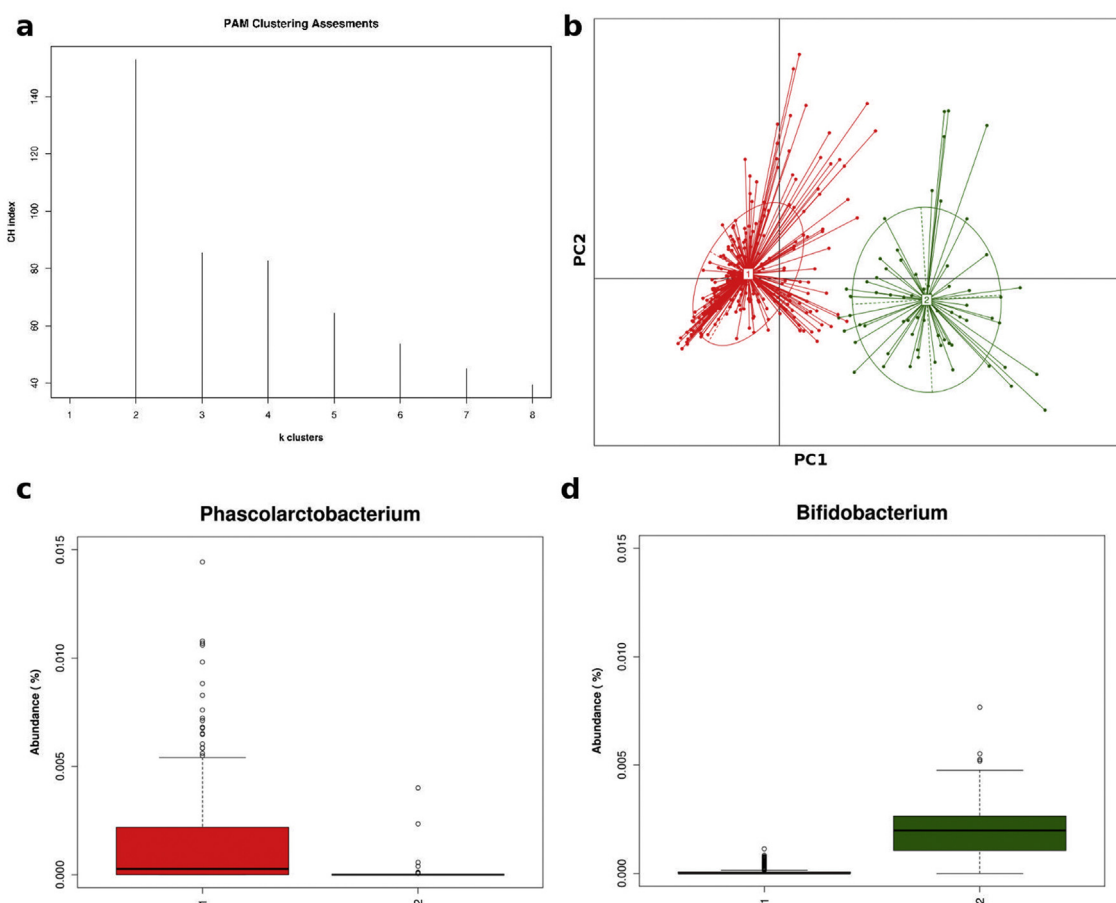 a
PAM Clustering Assesments
CH index
140
120
100
80
60
40
1 2 3 4 5 6 7 8
k clusters
b
PC2
1
2
PC1
c
Phascolarctobacterium
Abundance ( %)
0.015
0.010
0.005
0.000
1 2
d
Bifidobacterium
Abundance ( %)
0.015
0.010
0.005
0.000
1 2